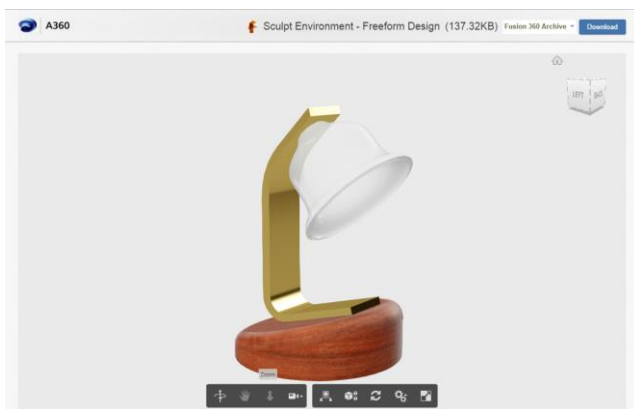 A360
Sculpt Environment - Freeform Design (137.32KB)
Fusion 360 Archive
Download
LEFT
Zoom